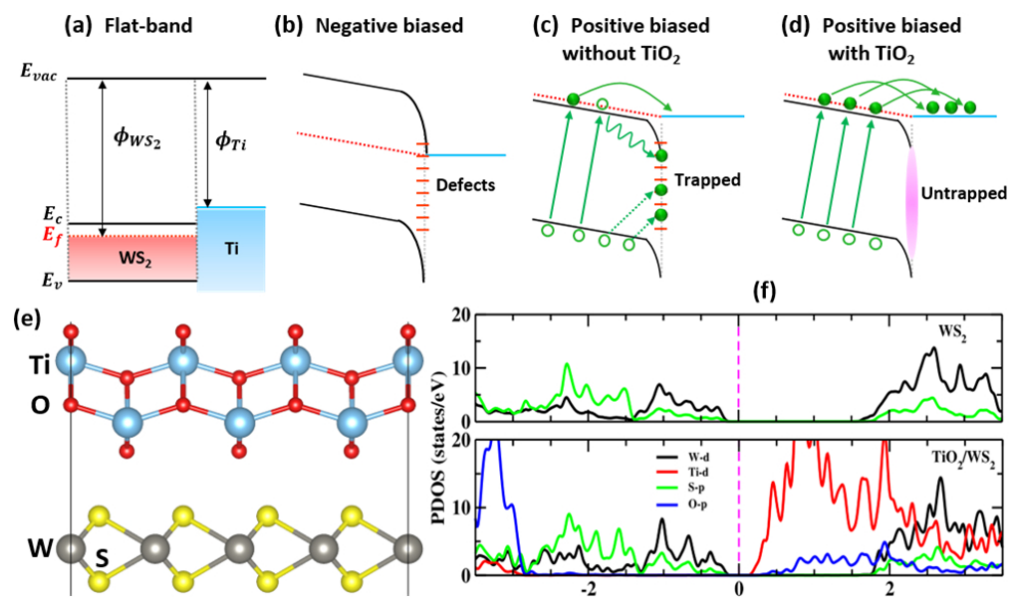 (a) Flat-band
(b) Negative biased
(c) Positive biased
without TiO₂
(d) Positive biased
with TiO₂
E_vac
ϕ_WS₂
ϕ_Ti
E_c
E_f
E_v
WS₂
Ti
Defects
Trapped
Untrapped
(e)
Ti
O
W
S
(f)
PDOS (states/eV)
20
10
0
WS₂
20
10
0
TiO₂/WS₂
W-d
Ti-d
S-p
O-p
-2 0 2